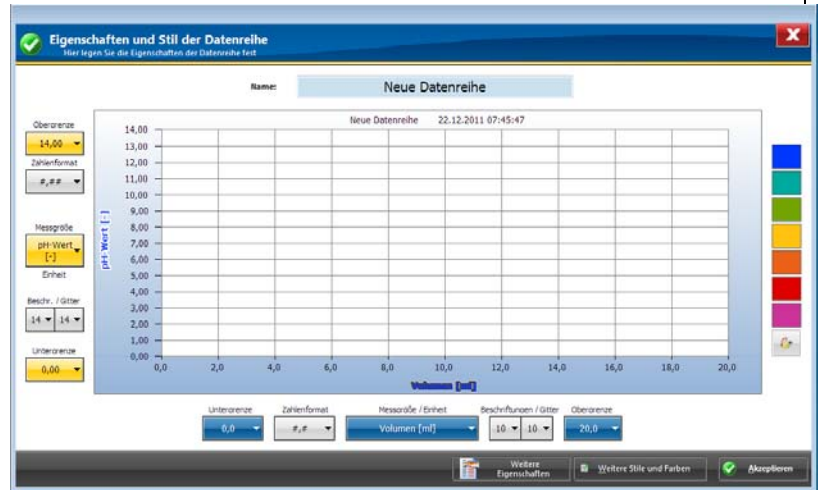 Eigenschaften und Stil der Datenreihe
Hier legen Sie die Eigenschaften der Datenreihe fest
Name: Neue Datenreihe
Neue Datenreihe 22.12.2011 07:45:47
Obergrenze
14,00
Zahlenformat
#,##
Messgröße
pH-Wert
[-]
Einheit
Beschr. / Gitter
14 14
Untergrenze
0,00
pH-Wert [-]
14,00
13,00
12,00
11,00
10,00
9,00
8,00
7,00
6,00
5,00
4,00
3,00
2,00
1,00
0,00
0,0 2,0 4,0 6,0 8,0 10,0 12,0 14,0 16,0 18,0 20,0
Volumen [ml]
Untergrenze Zahlenformat Messgröße / Einheit Beschriftungen / Gitter Obergrenze
0,0 #,# Volumen [ml] 10 10 20,0
Weitere
Eigenschaften
Weitere Stile und Farben
Akzeptieren